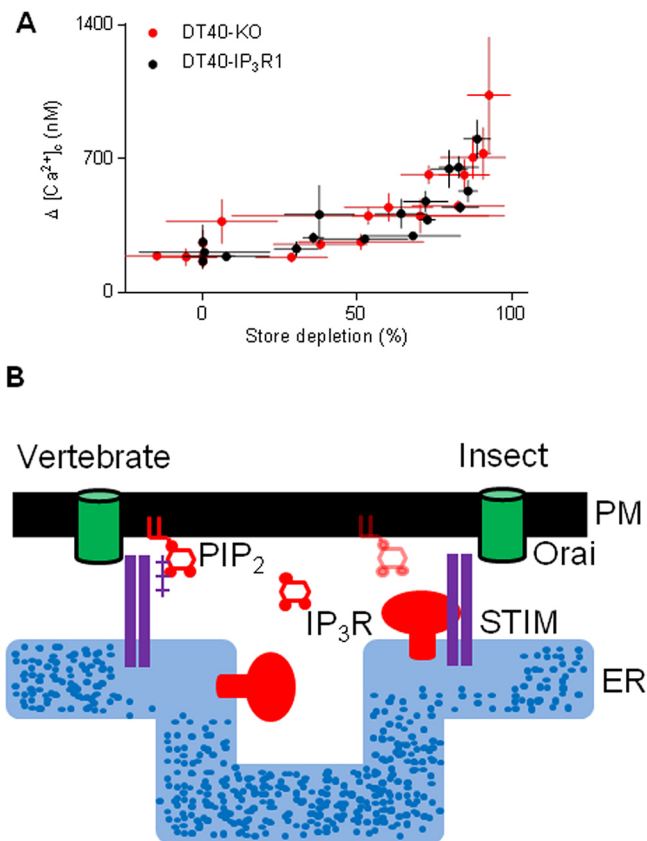 A
DT40-KO
DT40-IP₃R1
Δ [Ca²⁺]c (nM)
1400
700
0
0 50 100
Store depletion (%)
B
Vertebrate Insect
PM
Orai
PIP₂
IP₃R STIM
ER